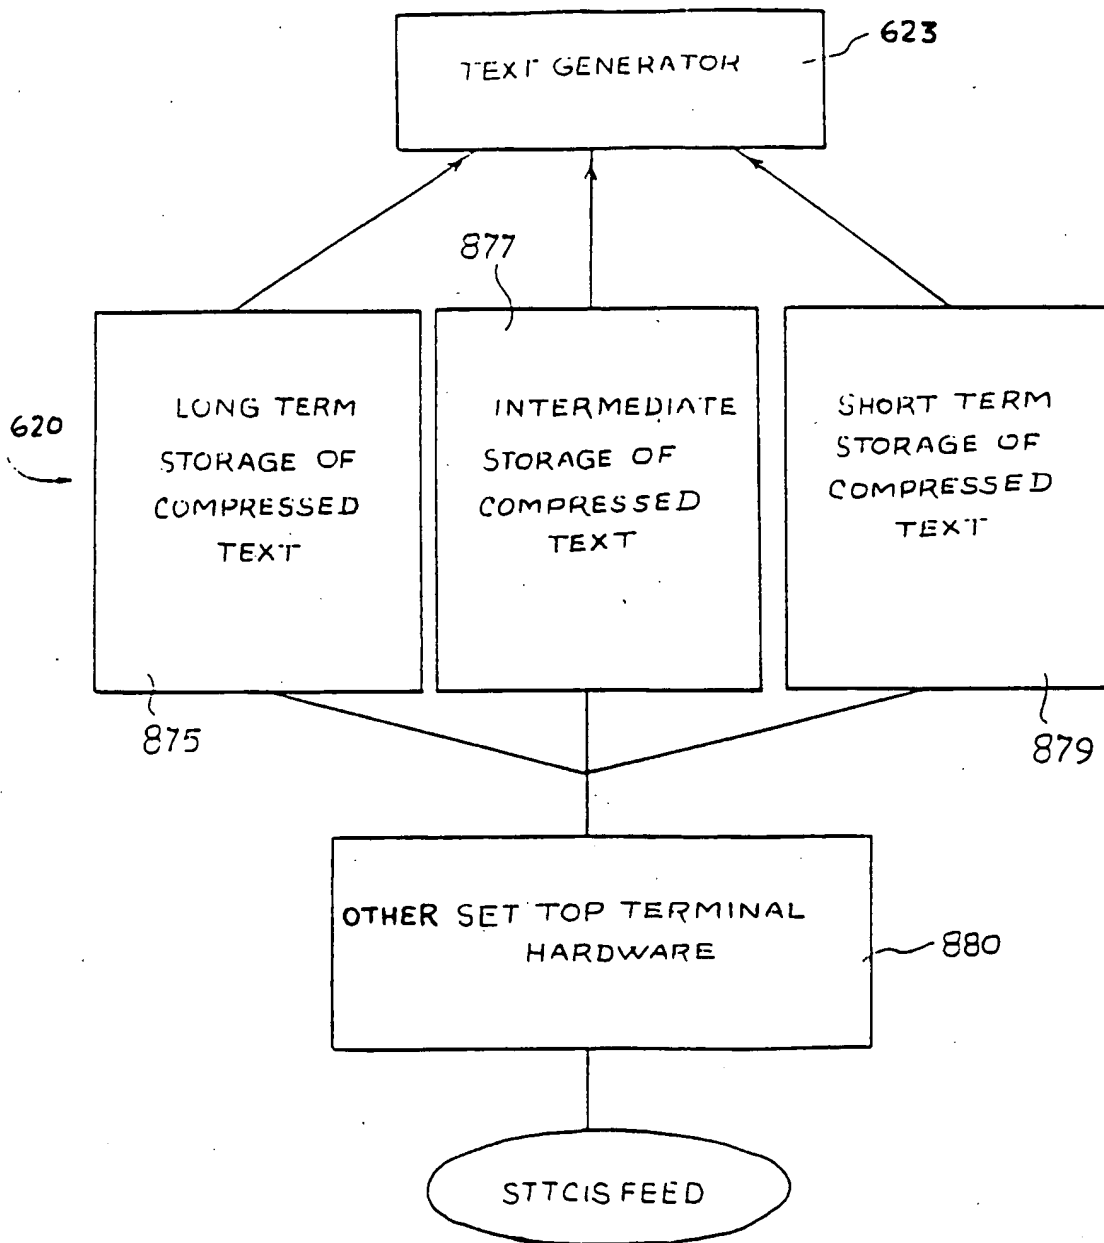 623
TEXT GENERATOR
877
620
LONG TERM
STORAGE OF
COMPRESSED
TEXT
INTERMEDIATE
STORAGE OF
COMPRESSED
TEXT
SHORT TERM
STORAGE OF
COMPRESSED
TEXT
875
879
OTHER SET TOP TERMINAL
HARDWARE
880
STTCIS FEED